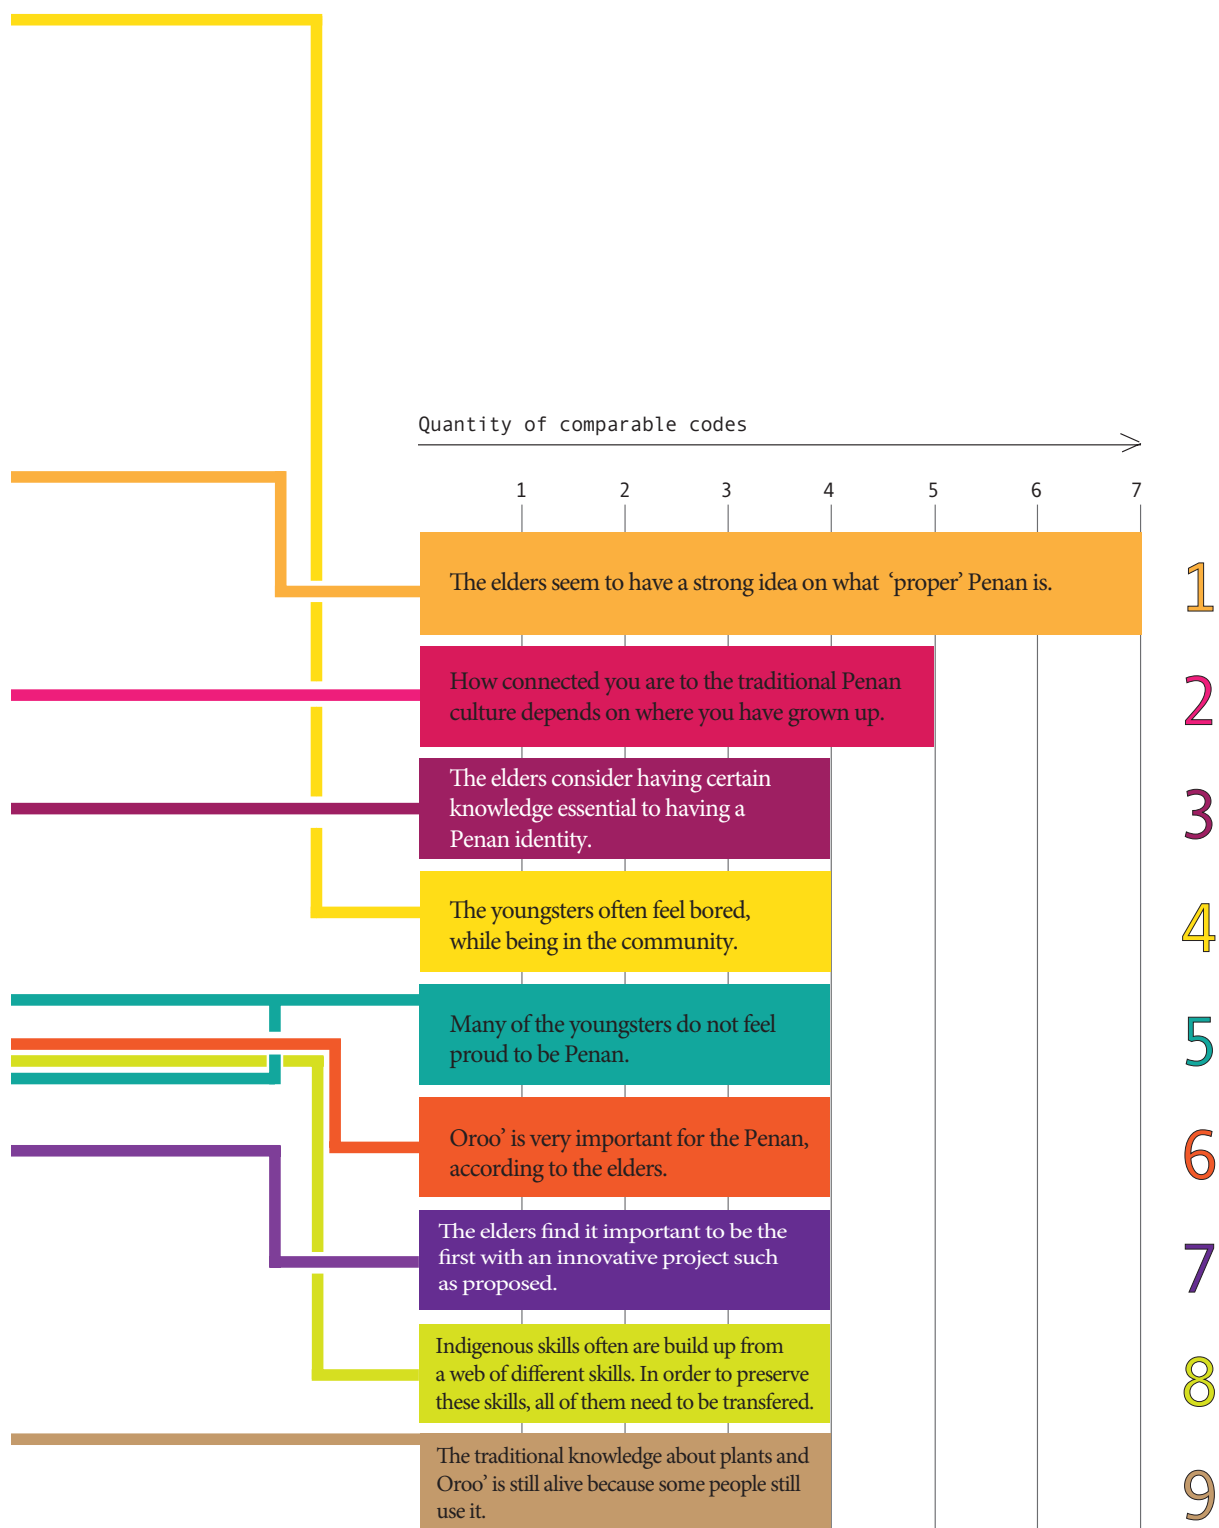 Quantity of comparable codes
1 2 3 4 5 6 7
The elders seem to have a strong idea on what ‘proper’ Penan is.
1
How connected you are to the traditional Penan
culture depends on where you have grown up.
2
The elders consider having certain
knowledge essential to having a
Penan identity.
3
The youngsters often feel bored,
while being in the community.
4
Many of the youngsters do not feel
proud to be Penan.
5
Oroo’ is very important for the Penan,
according to the elders.
6
The elders find it important to be the
first with an innovative project such
as proposed.
7
Indigenous skills often are build up from
a web of different skills. In order to preserve
these skills, all of them need to be transfered.
8
The traditional knowledge about plants and
Oroo’ is still alive because some people still
use it.
9